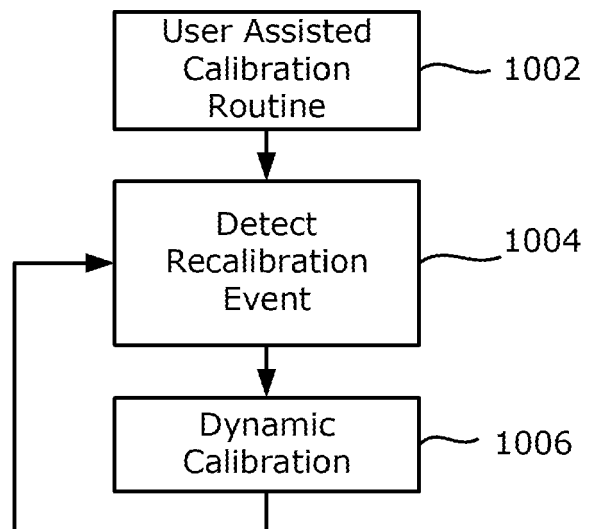 User Assisted
Calibration
Routine
1002
Detect
Recalibration
Event
1004
Dynamic
Calibration
1006